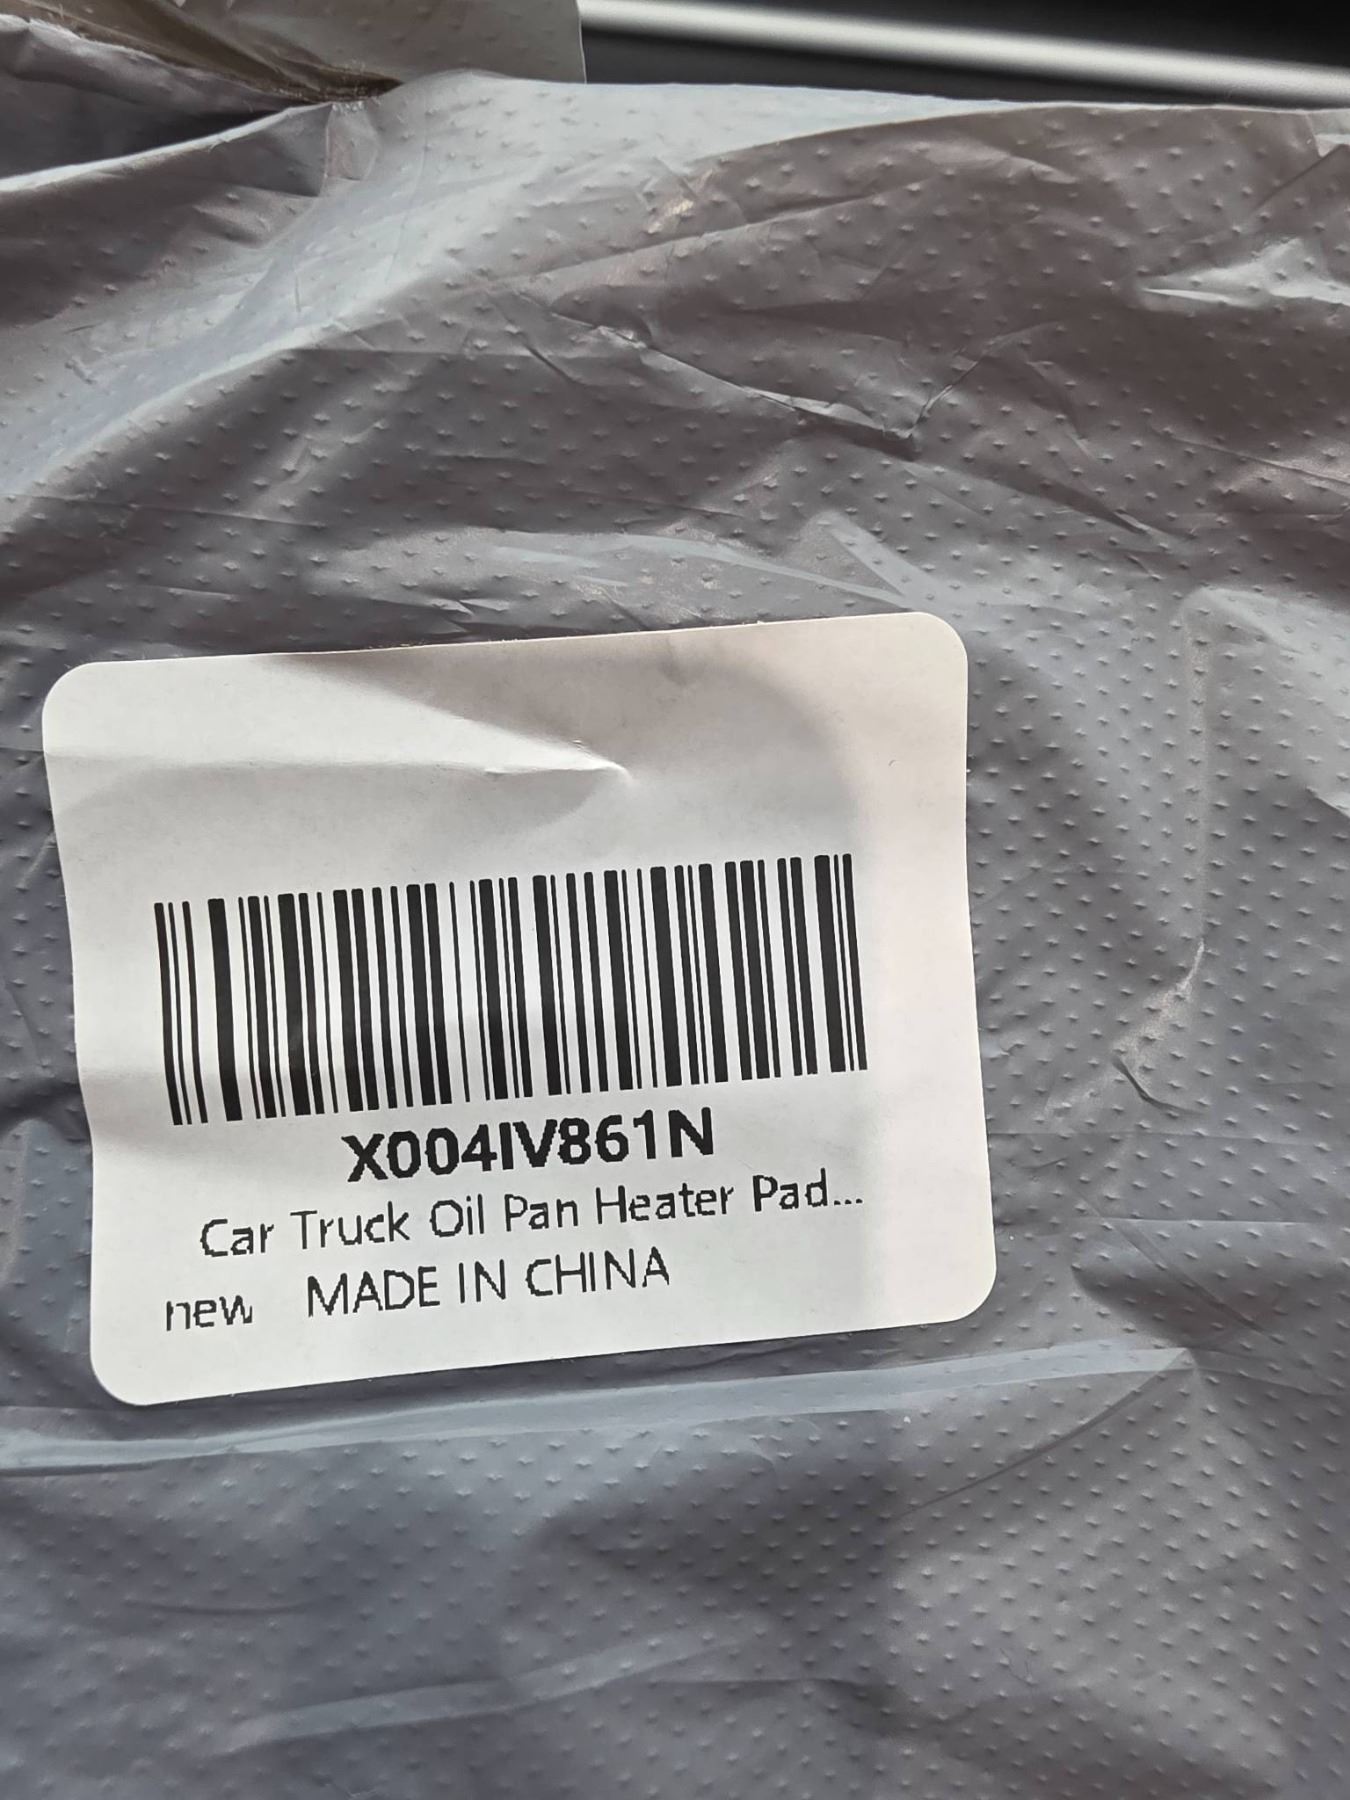 X004IV861N
Car Truck Oil Pan Heater Pad...
new MADE IN CHINA